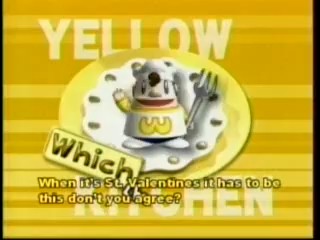 YELLOW
Which
When it's St. Valentines it has to be
this don't you agree?
KITCHEN